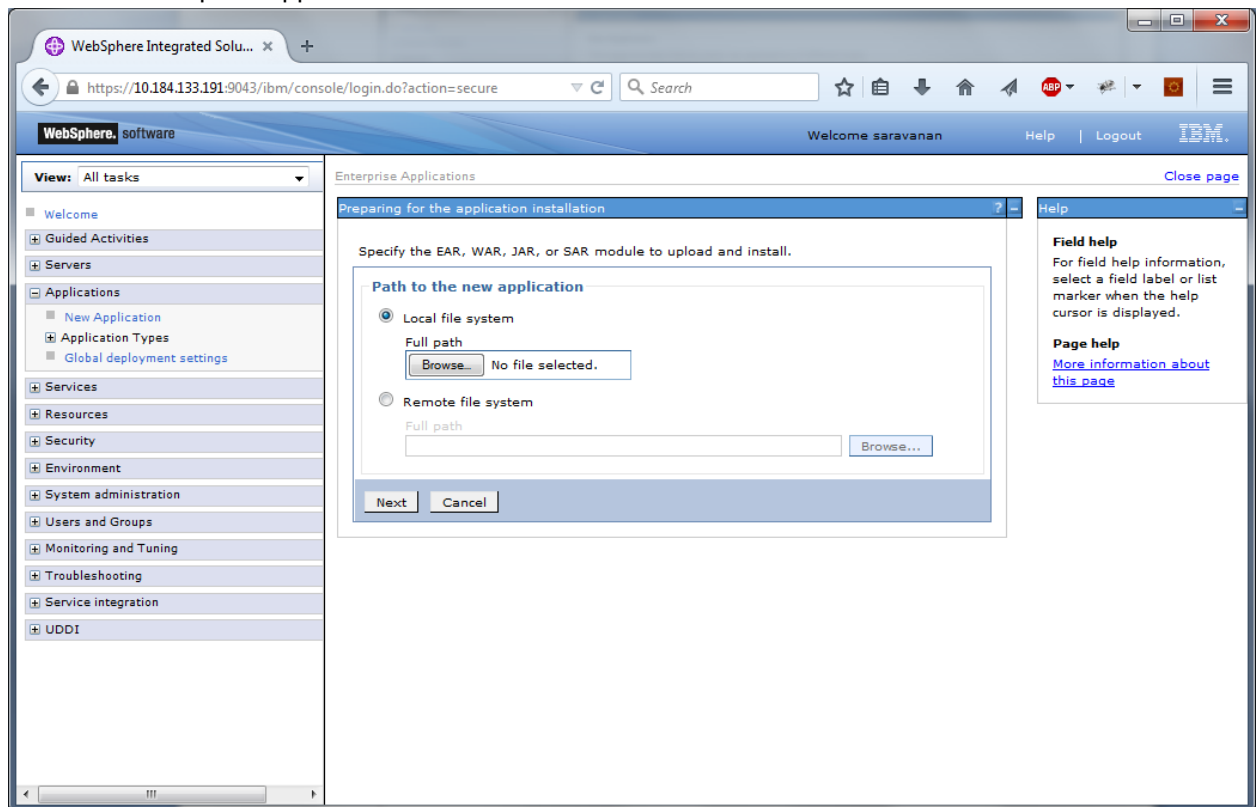 WebSphere Integrated Solu... × +
https://10.184.133.191:9043/ibm/console/login.do?action=secure Search ABP
WebSphere. software Welcome saravanan Help | Logout IBM.
View: All tasks
Welcome
Guided Activities
Servers
Applications
New Application
Application Types
Global deployment settings
Services
Resources
Security
Environment
System administration
Users and Groups
Monitoring and Tuning
Troubleshooting
Service integration
UDDI
Enterprise Applications Close page
Preparing for the application installation ? -
Specify the EAR, WAR, JAR, or SAR module to upload and install.
Path to the new application
Local file system
Full path
Browse... No file selected.
Remote file system
Full path
Browse...
Next Cancel
Help -
Field help
For field help information,
select a field label or list
marker when the help
cursor is displayed.
Page help
More information about
this page